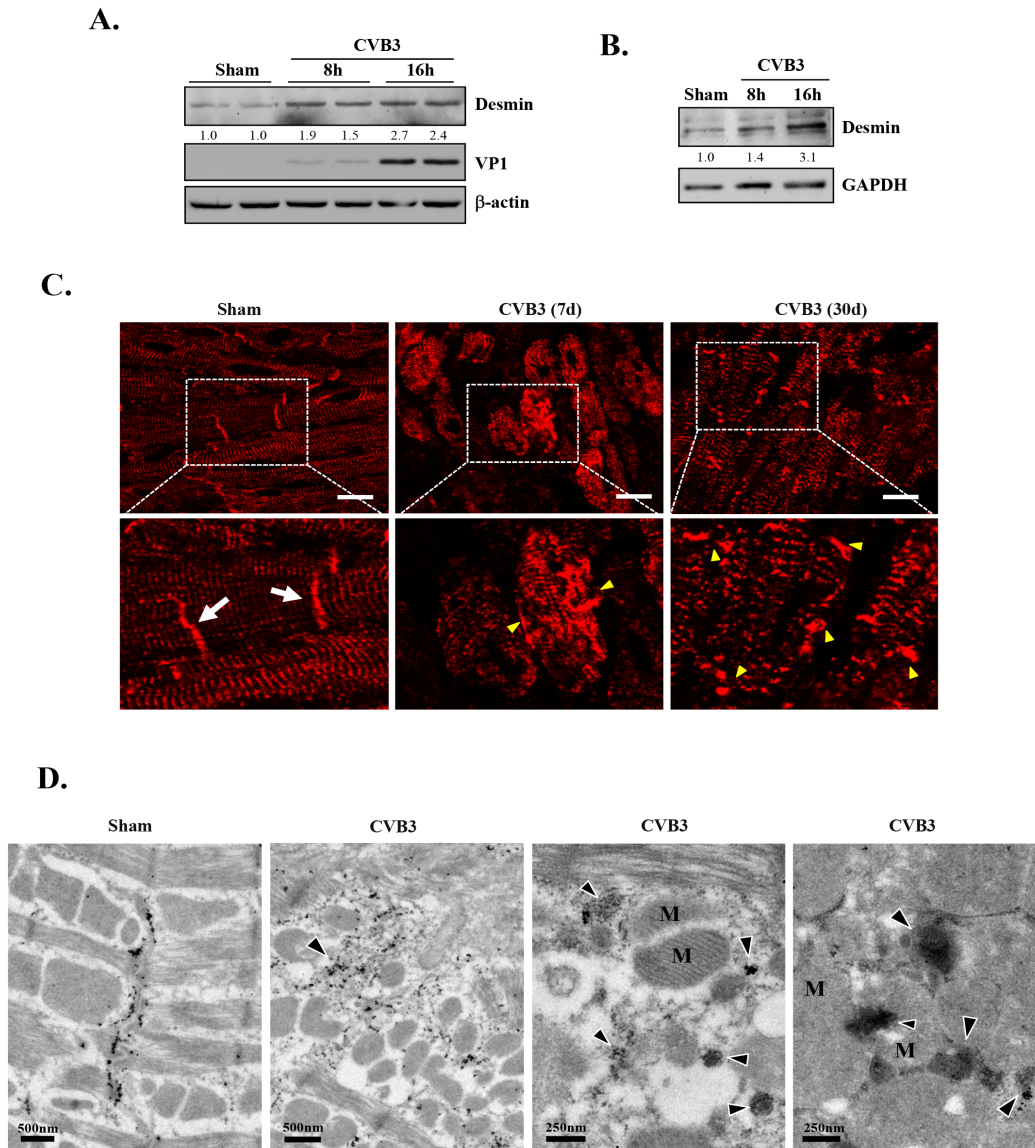 A.
CVB3
Sham 8h 16h
Desmin
1.0 1.0 1.9 1.5 2.7 2.4
VP1
β-actin
B.
CVB3
Sham 8h 16h
Desmin
1.0 1.4 3.1
GAPDH
C.
Sham CVB3 (7d) CVB3 (30d)
D.
Sham CVB3 CVB3 CVB3
M
M
M
M
500nm 500nm 250nm 250nm